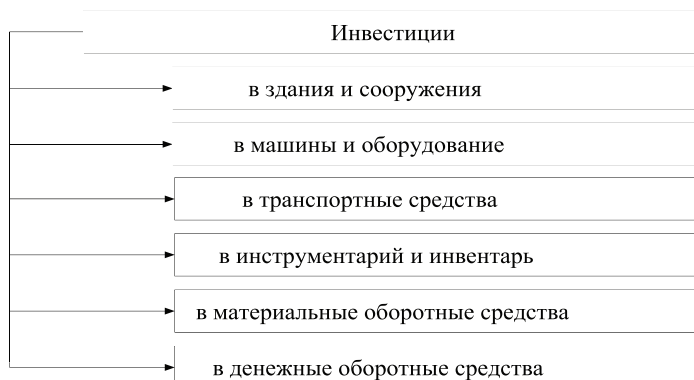 Инвестиции
в здания и сооружения
в машины и оборудование
в транспортные средства
в инструментарий и инвентарь
в материальные оборотные средства
в денежные оборотные средства